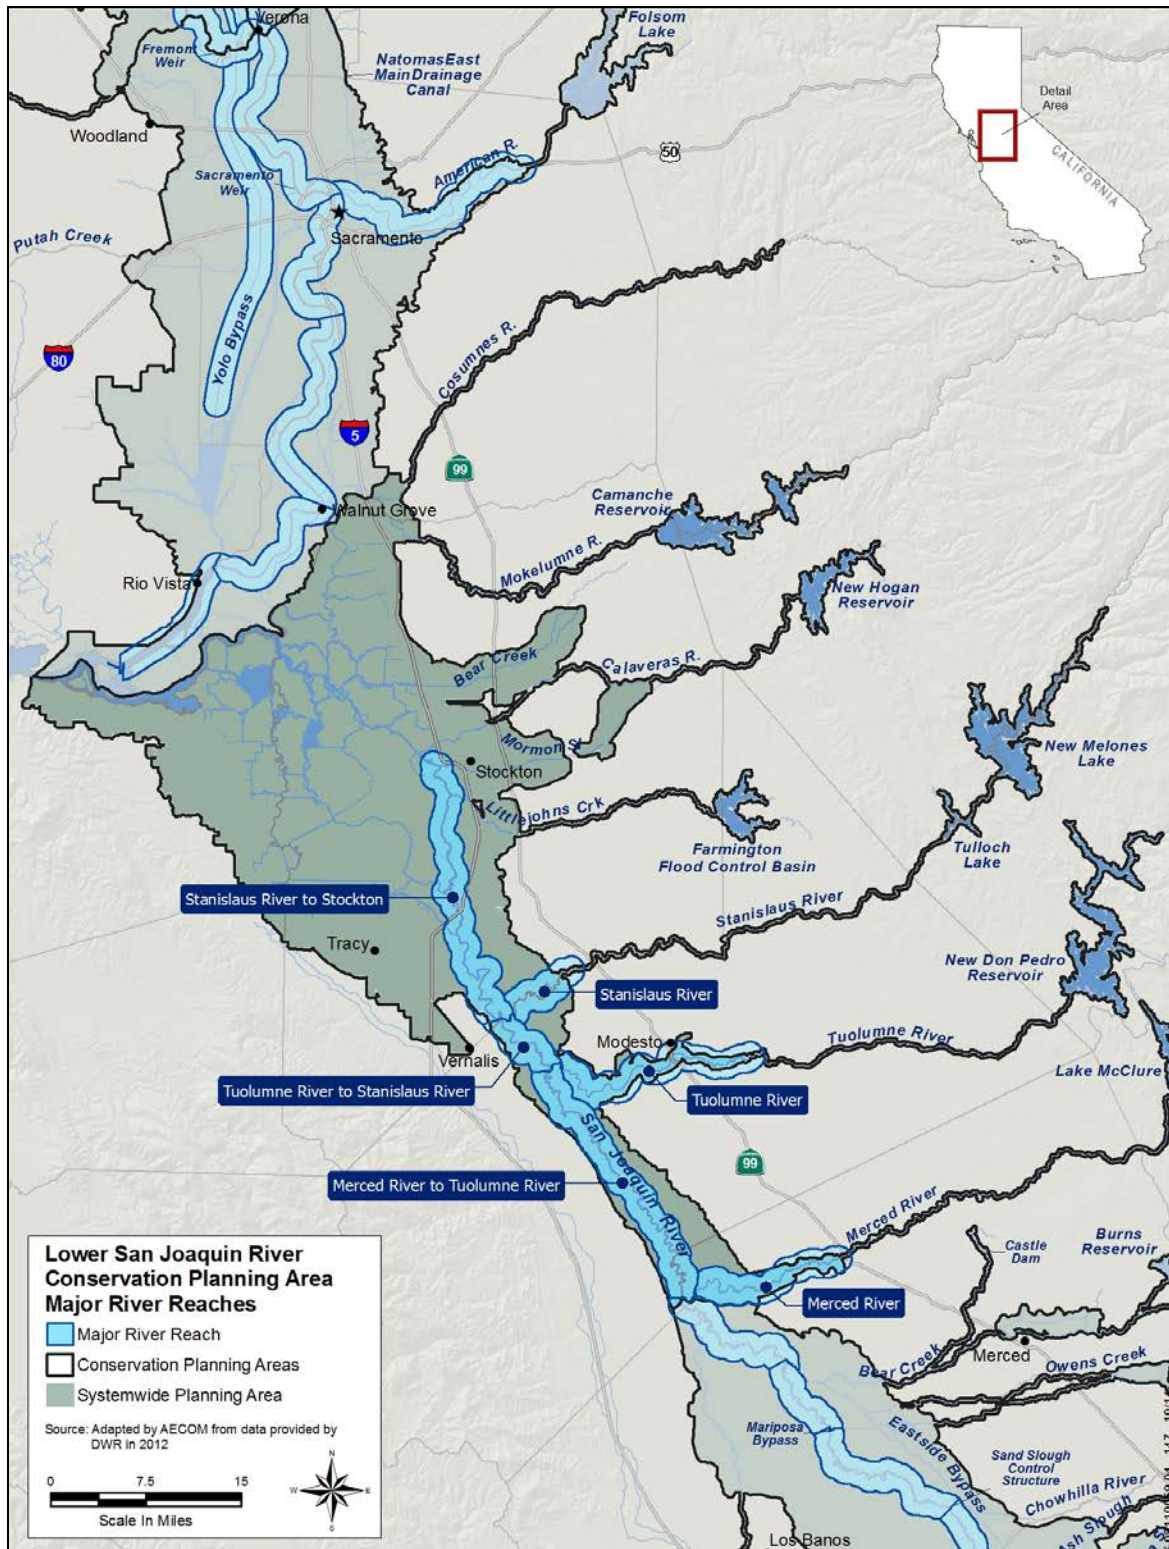 Verona
Folsom
Lake
Fremont
Weir
NatomasEast
MainDrainage
Canal
Woodland
Detail
Area
CALIFORNIA
50
American R.
Sacramento
Weir
Sacramento
Putah Creek
Yolo Bypass
80
Cosumnes R.
5
99
Walnut Grove
Camanche
Reservoir
Mokelumne R.
Rio Vista
New Hogan
Reservoir
Bear Creek
Calaveras R.
Mormon Sl.
New Melones
Lake
Stockton
Littlejohns Crk
Farmington
Flood Control Basin
Tulloch
Lake
Stanislaus River to Stockton
Stanislaus River
Tracy
New Don Pedro
Reservoir
Stanislaus River
Modesto
Tuolumne River
Vernalis
Lake McClure
Tuolumne River to Stanislaus River
Tuolumne River
San Joaquin River
99
Merced River to Tuolumne River
Merced River
Castle
Dam
Burns
Reservoir
Merced River
Merced
Bear Creek
Owens Creek
Mariposa
Bypass
Eastside Bypass
Sand Slough
Control
Structure
Chowhilla River
Ash Slough
Los Banos
Lower San Joaquin River
Conservation Planning Area
Major River Reaches
Major River Reach
Conservation Planning Areas
Systemwide Planning Area
Source: Adapted by AECOM from data provided by
DWR in 2012
0 7.5 15
Scale In Miles
N
W E
S